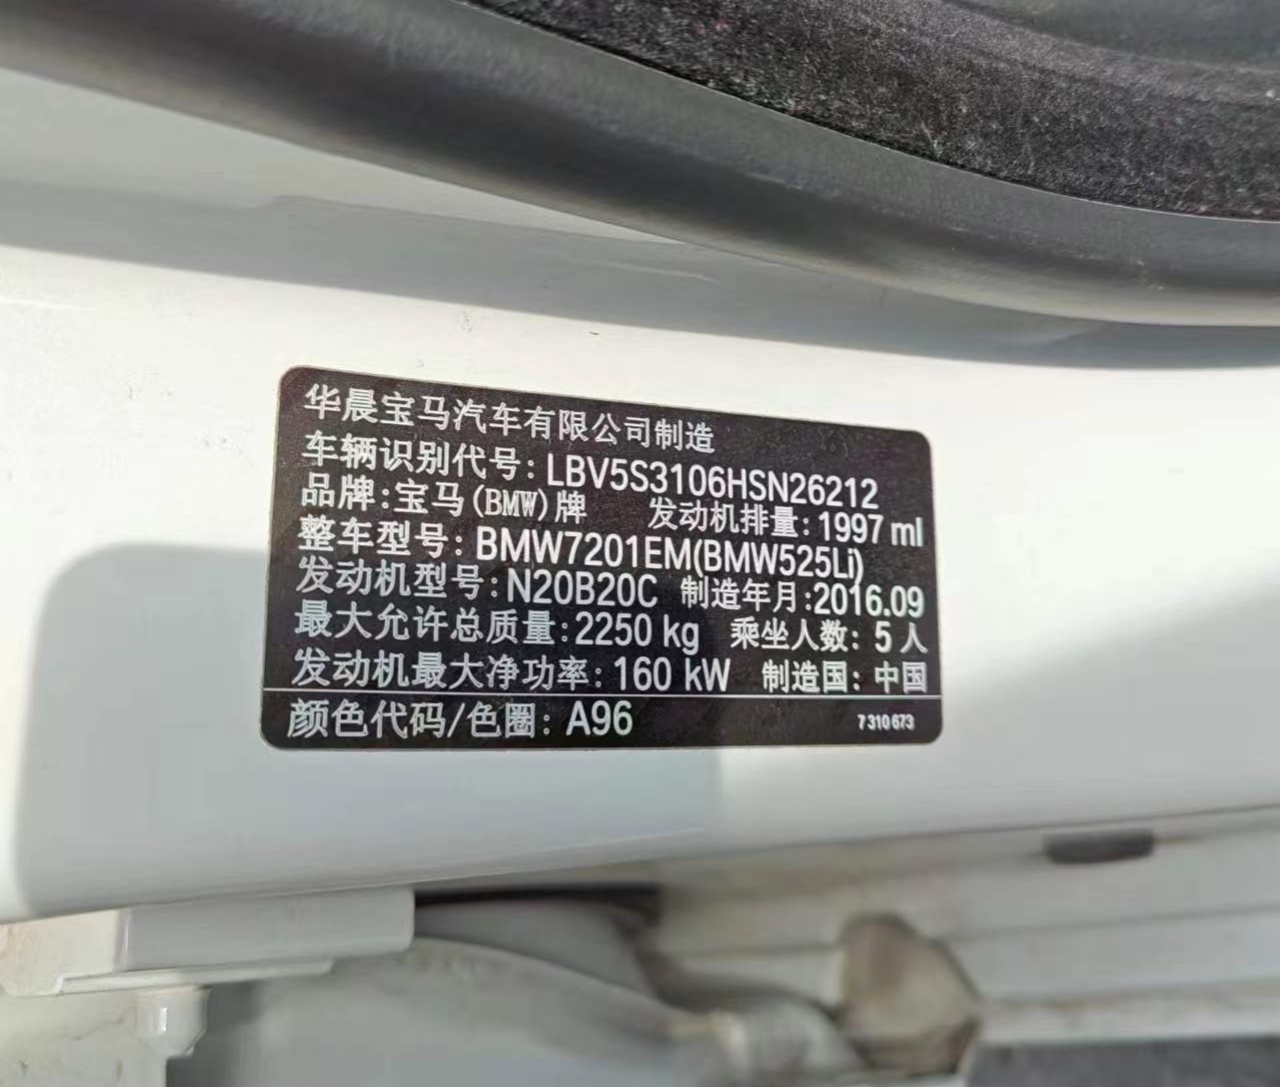 华晨宝马汽车有限公司制造
车辆识别代号: LBV5S3106HSN26212
品牌:宝马(BMW)牌 发动机排量: 1997 ml
整车型号: BMW7201EM(BMW525Li)
发动机型号: N20B20C 制造年月:2016.09
最大允许总质量: 2250 kg 乘坐人数: 5 人
发动机最大净功率: 160 kW 制造国: 中国
颜色代码/色圈: A96 7 310 673